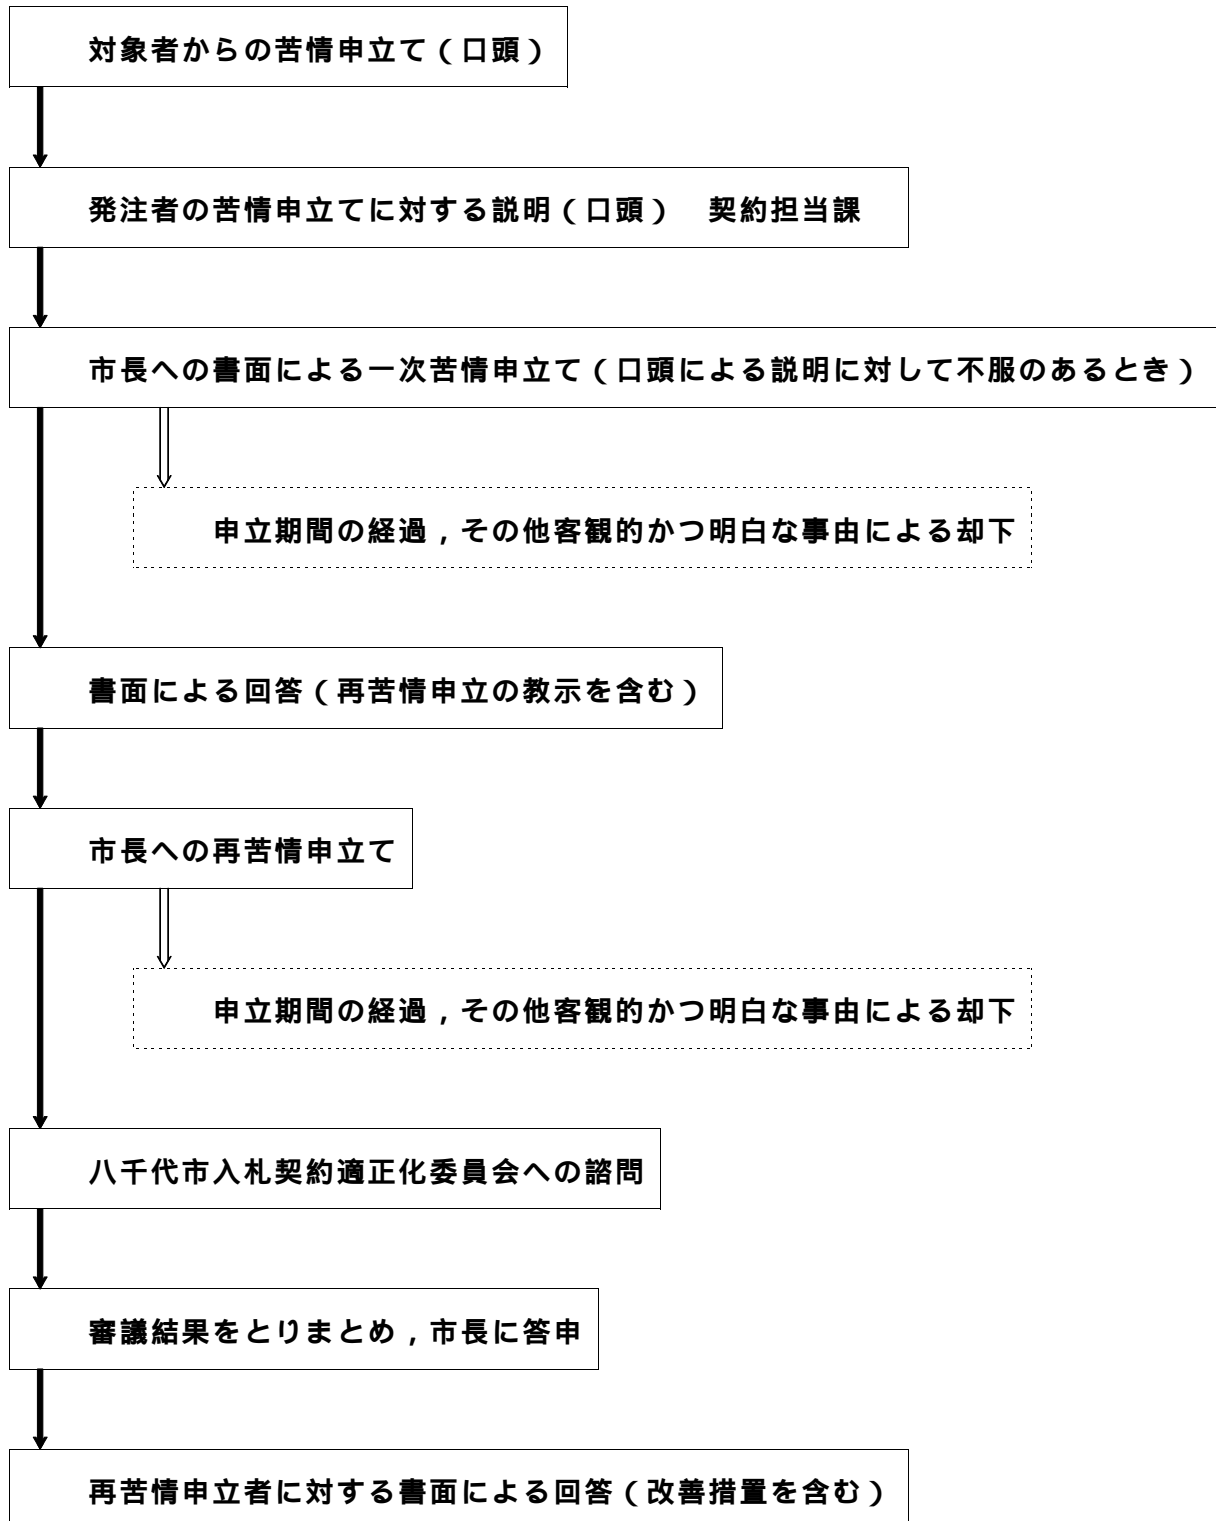 対象者からの苦情申立て（口頭）
発注者の苦情申立てに対する説明（口頭）　契約担当課
市長への書面による一次苦情申立て（口頭による説明に対して不服のあるとき）
申立期間の経過，その他客観的かつ明白な事由による却下
書面による回答（再苦情申立の教示を含む）
市長への再苦情申立て
申立期間の経過，その他客観的かつ明白な事由による却下
八千代市入札契約適正化委員会への諮問
審議結果をとりまとめ，市長に答申
再苦情申立者に対する書面による回答（改善措置を含む）